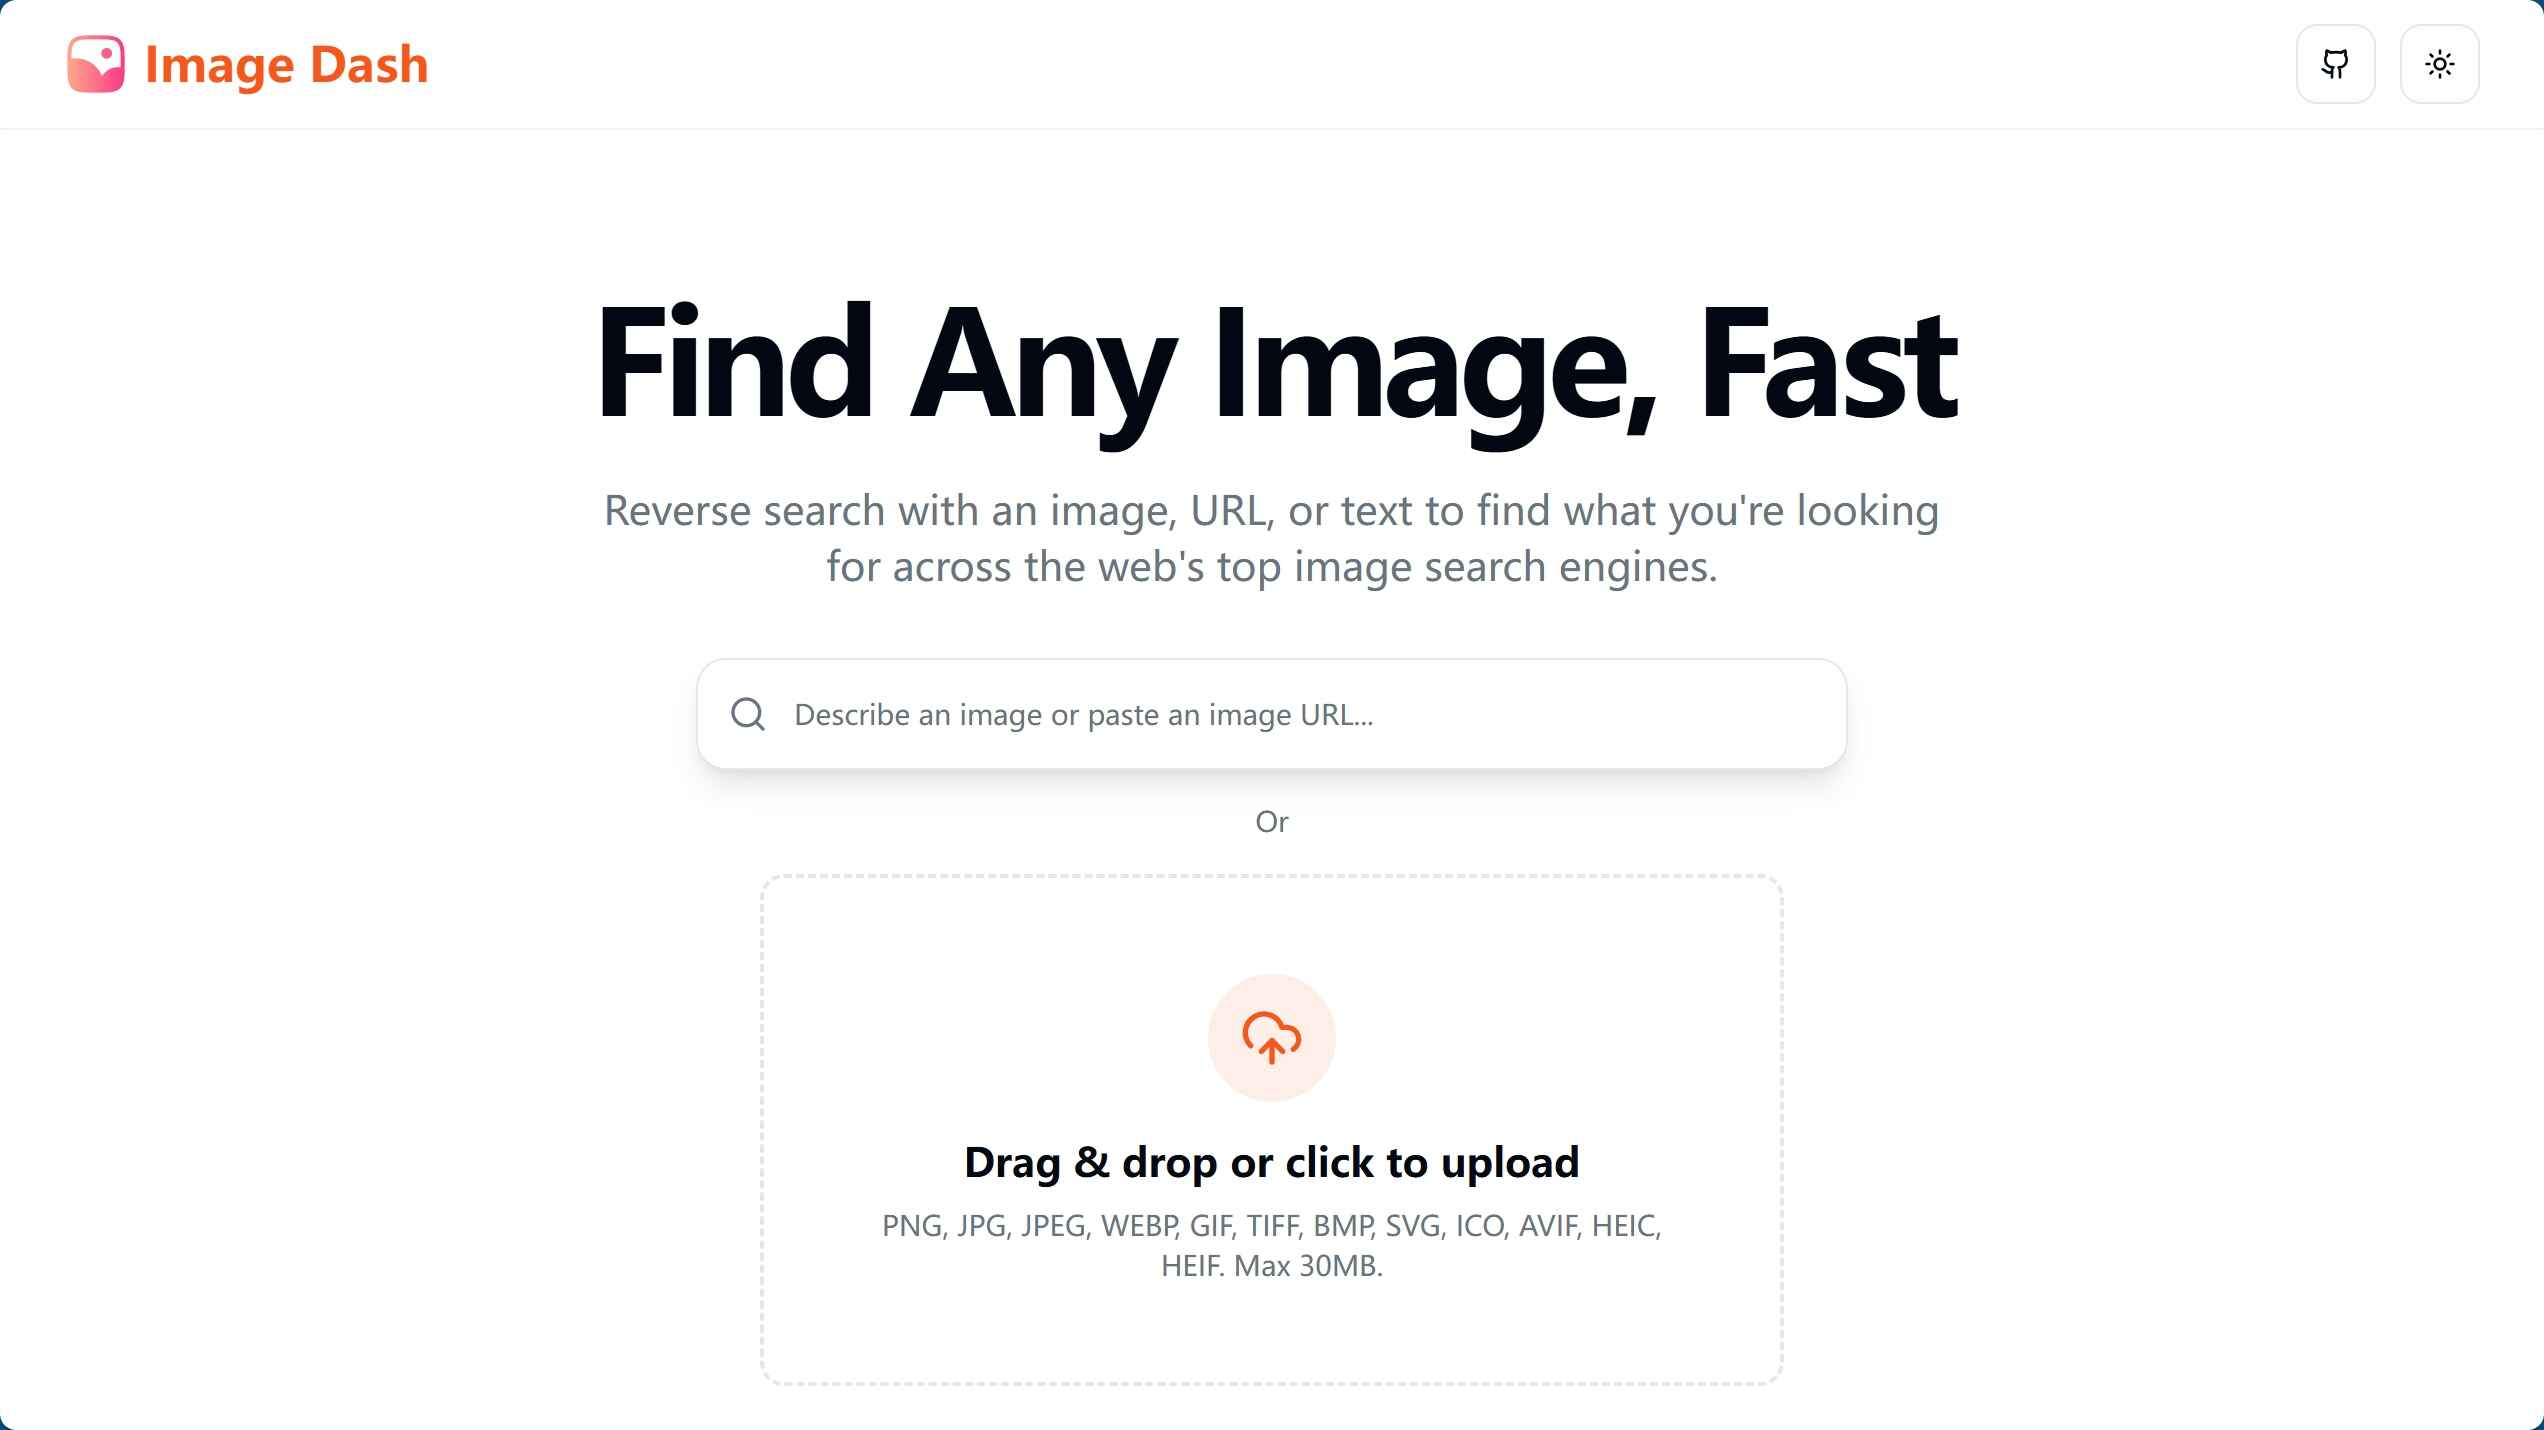 Image Dash
Find Any Image, Fast
Reverse search with an image, URL, or text to find what you're looking
for across the web's top image search engines.
Describe an image or paste an image URL...
Or
Drag & drop or click to upload
PNG, JPG, JPEG, WEBP, GIF, TIFF, BMP, SVG, ICO, AVIF, HEIC,
HEIF. Max 30MB.